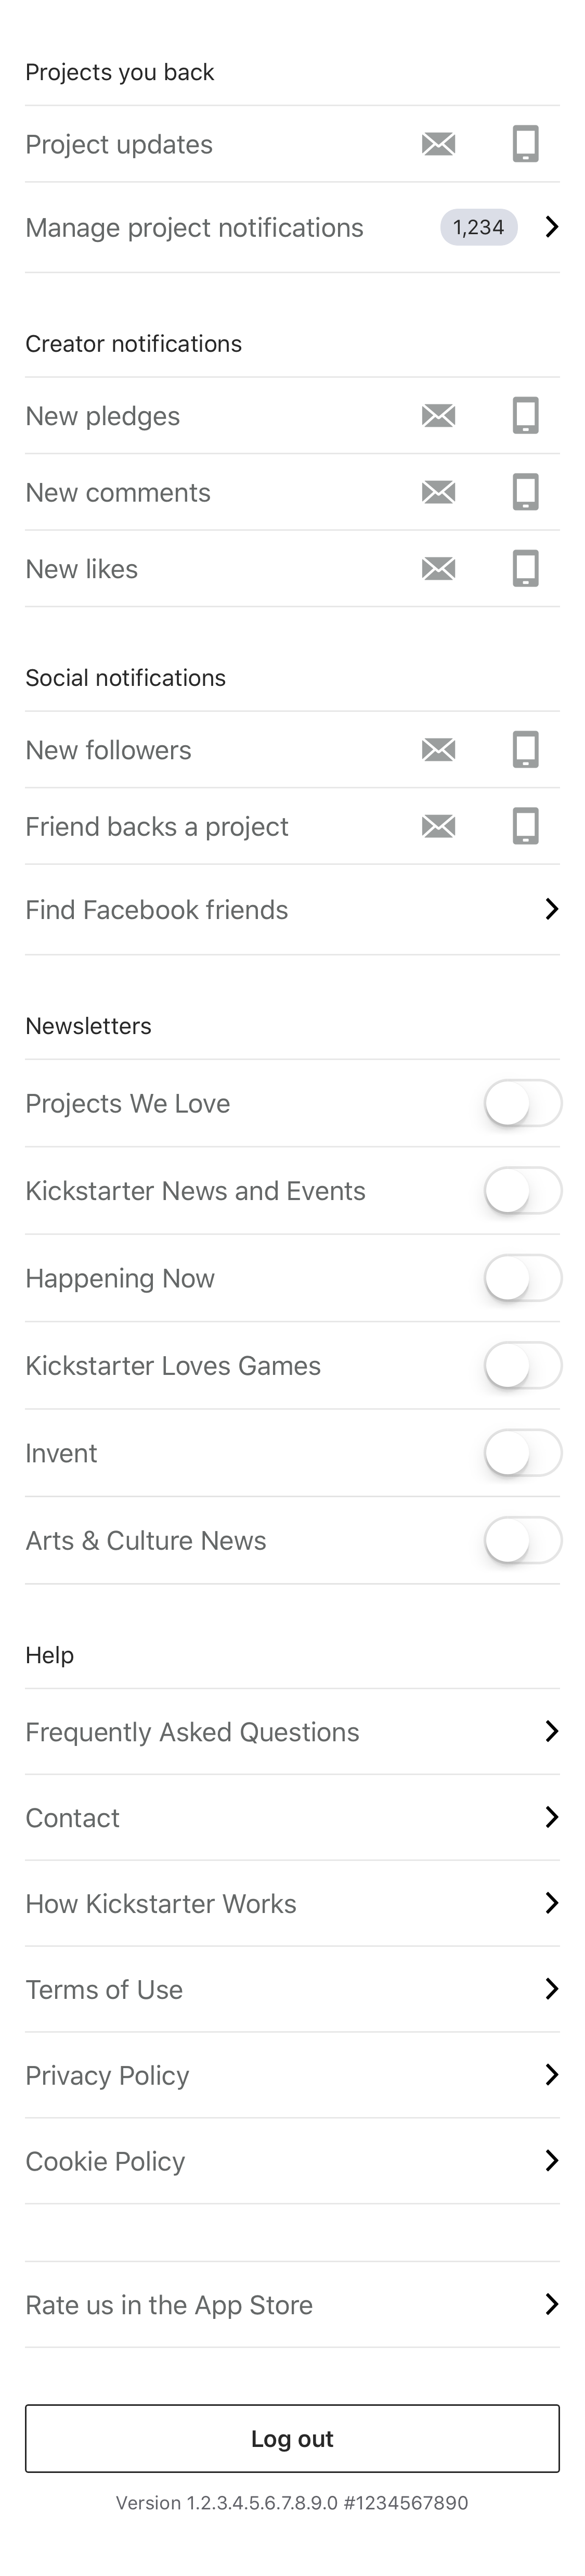 Projects you back
Project updates
Manage project notifications 1,234
Creator notifications
New pledges
New comments
New likes
Social notifications
New followers
Friend backs a project
Find Facebook friends
Newsletters
Projects We Love
Kickstarter News and Events
Happening Now
Kickstarter Loves Games
Invent
Arts & Culture News
Help
Frequently Asked Questions
Contact
How Kickstarter Works
Terms of Use
Privacy Policy
Cookie Policy
Rate us in the App Store
Log out
Version 1.2.3.4.5.6.7.8.9.0 #1234567890